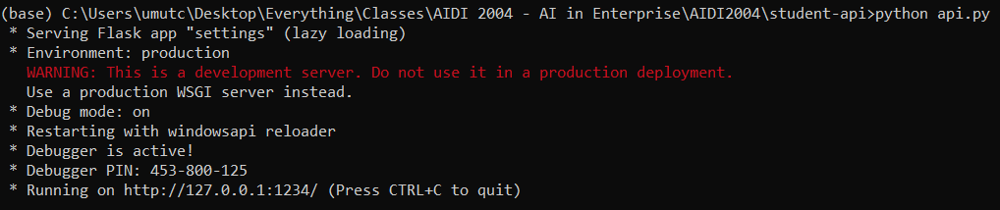 (base) C:\Users\umutc\Desktop\Everything\Classes\AIDI 2004 - AI in Enterprise\AIDI2004\student-api>python api.py
* Serving Flask app "settings" (lazy loading)
* Environment: production
WARNING: This is a development server. Do not use it in a production deployment.
Use a production WSGI server instead.
* Debug mode: on
* Restarting with windowsapi reloader
* Debugger is active!
* Debugger PIN: 453-800-125
* Running on http://127.0.0.1:1234/ (Press CTRL+C to quit)